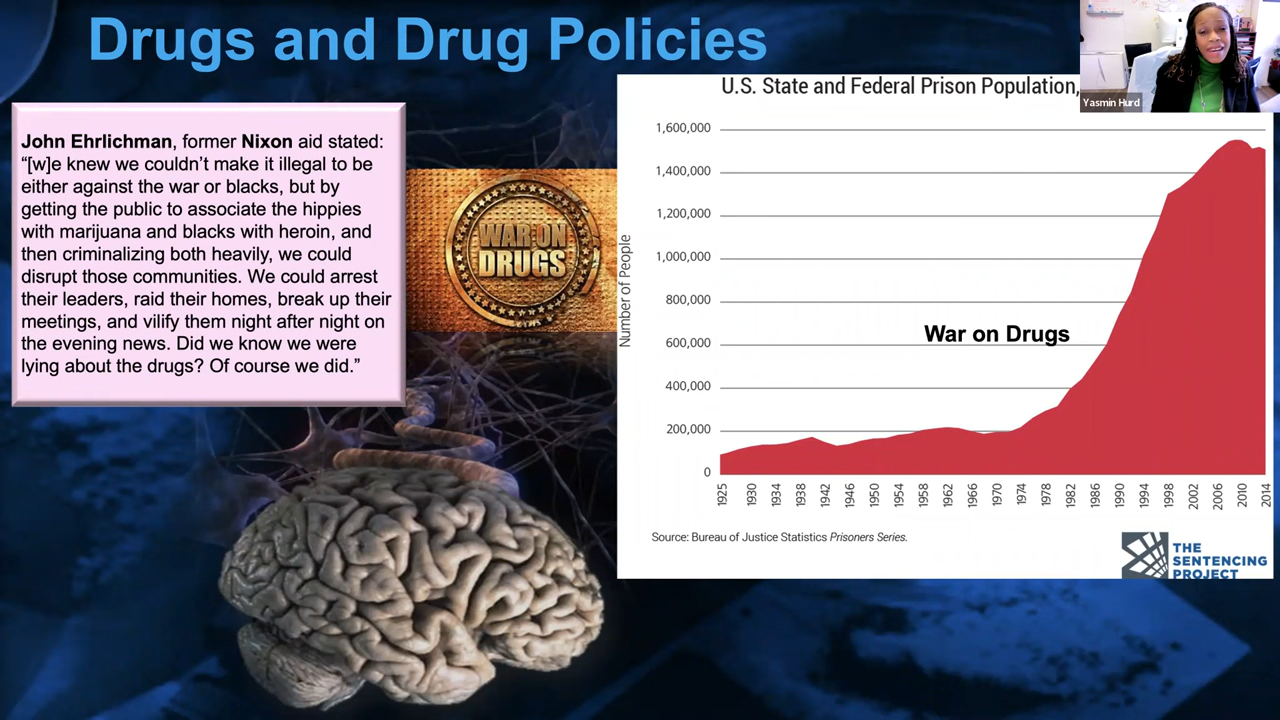 Drugs and Drug Policies
Yasmin Hurd
John Ehrlichman, former Nixon aid stated:
“[w]e knew we couldn’t make it illegal to be
either against the war or blacks, but by
getting the public to associate the hippies
with marijuana and blacks with heroin, and
then criminalizing both heavily, we could
disrupt those communities. We could arrest
their leaders, raid their homes, break up their
meetings, and vilify them night after night on
the evening news. Did we know we were
lying about the drugs? Of course we did.”
WAR ON
DRUGS
U.S. State and Federal Prison Population,
Number of People
1,600,000
1,400,000
1,200,000
1,000,000
800,000
600,000
400,000
200,000
0
War on Drugs
1925
1930
1934
1938
1942
1946
1950
1954
1958
1962
1966
1970
1974
1978
1982
1986
1990
1994
1998
2002
2006
2010
2014
Source: Bureau of Justice Statistics Prisoners Series.
THE
SENTENCING
PROJECT